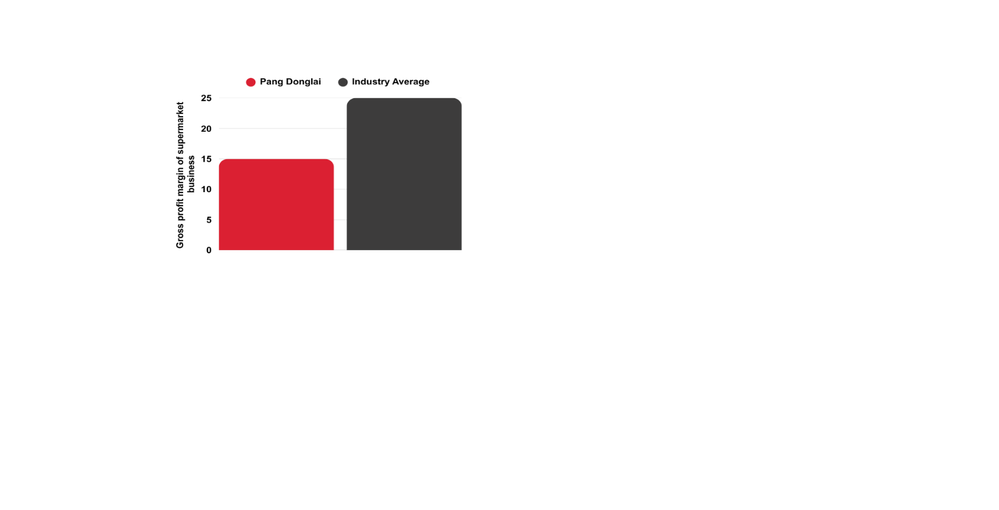 Pang Donglai
Industry Average
Gross profit margin of supermarket
business
25
20
15
10
5
0